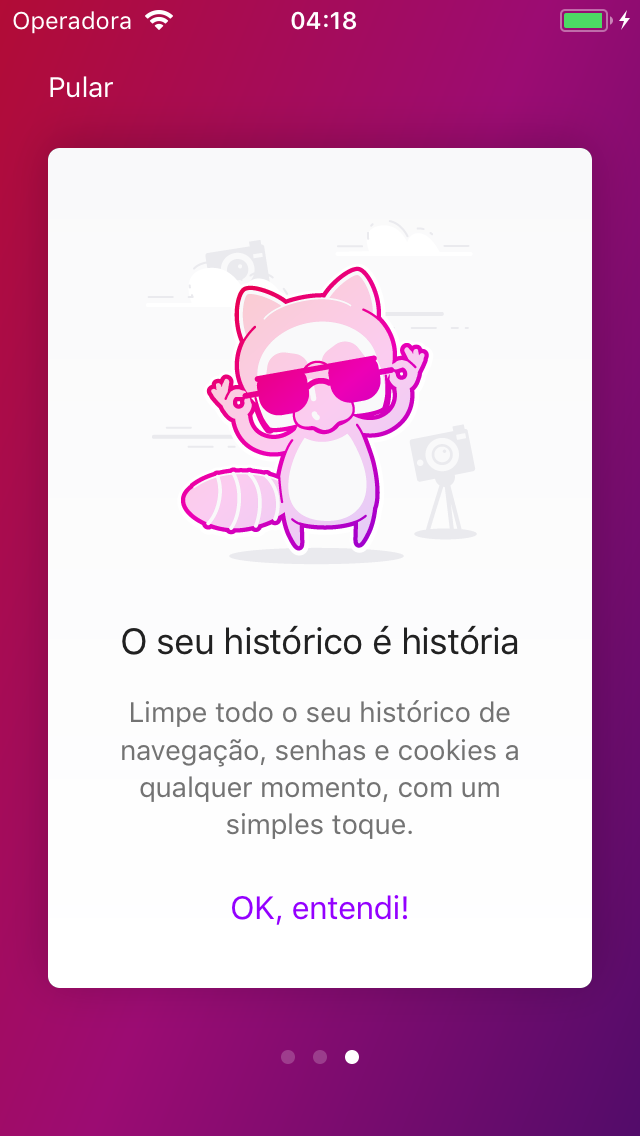 Operadora 04:18
Pular
O seu histórico é história
Limpe todo o seu histórico de
navegação, senhas e cookies a
qualquer momento, com um
simples toque.
OK, entendi!